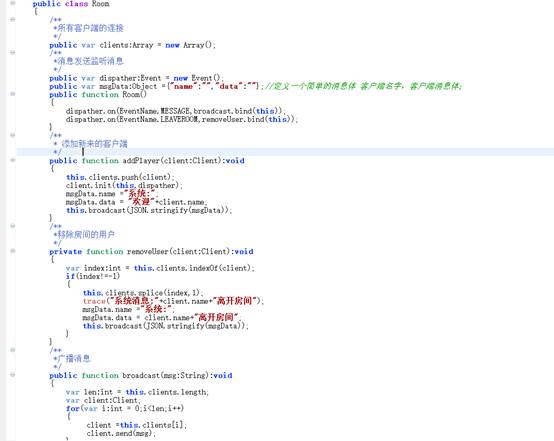 public class Room
{
/**
*所有客户端的连接
*/
public var clients:Array = new Array();
/**
*消息发送监听消息
*/
public var dispather:Event = new Event();
public var msgData:Object ={"name":"","data":""};//定义一个简单的消息体 客户端名字，客户端消息体;
public function Room()
{
dispather.on(EventName.MESSAGE,broadcast.bind(this));
dispather.on(EventName.LEAVEROOM,removeUser.bind(this));
}
/**
* 添加新来的客户端
*/
public function addPlayer(client:Client):void
{
this.clients.push(client);
client.init(this.dispather);
msgData.name ="系统:";
msgData.data = "欢迎"+client.name;
this.broadcast(JSON.stringify(msgData));
}
/**
*移除房间的用户
*/
private function removeUser(client:Client):void
{
var index:int = this.clients.indexOf(client);
if(index!=-1)
{
this.clients.splice(index,1);
trace("系统消息:"+client.name+"离开房间");
msgData.name ="系统:";
msgData.data = client.name+"离开房间";
this.broadcast(JSON.stringify(msgData));
}
}
/**
*广播消息
*/
public function broadcast(msg:String):void
{
var len:int = this.clients.length;
var client:Client;
for(var i:int = 0;i<len;i++)
{
client =this.clients[i];
client.send(msg);
}